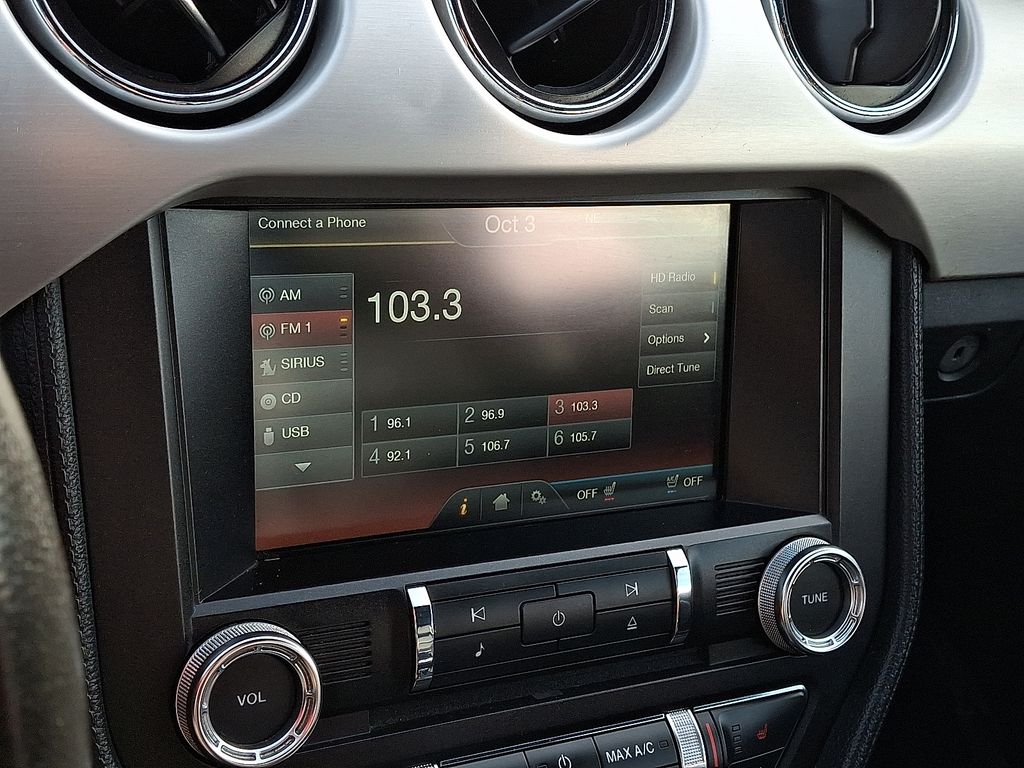 Connect a Phone
Oct 3
NE
AM
FM 1
SIRIUS
CD
USB
103.3
HD Radio
Scan
Options
Direct Tune
1 96.1
2 96.9
3 103.3
4 92.1
5 106.7
6 105.7
i
OFF
A/C OFF
VOL
TUNE
MAX A/C